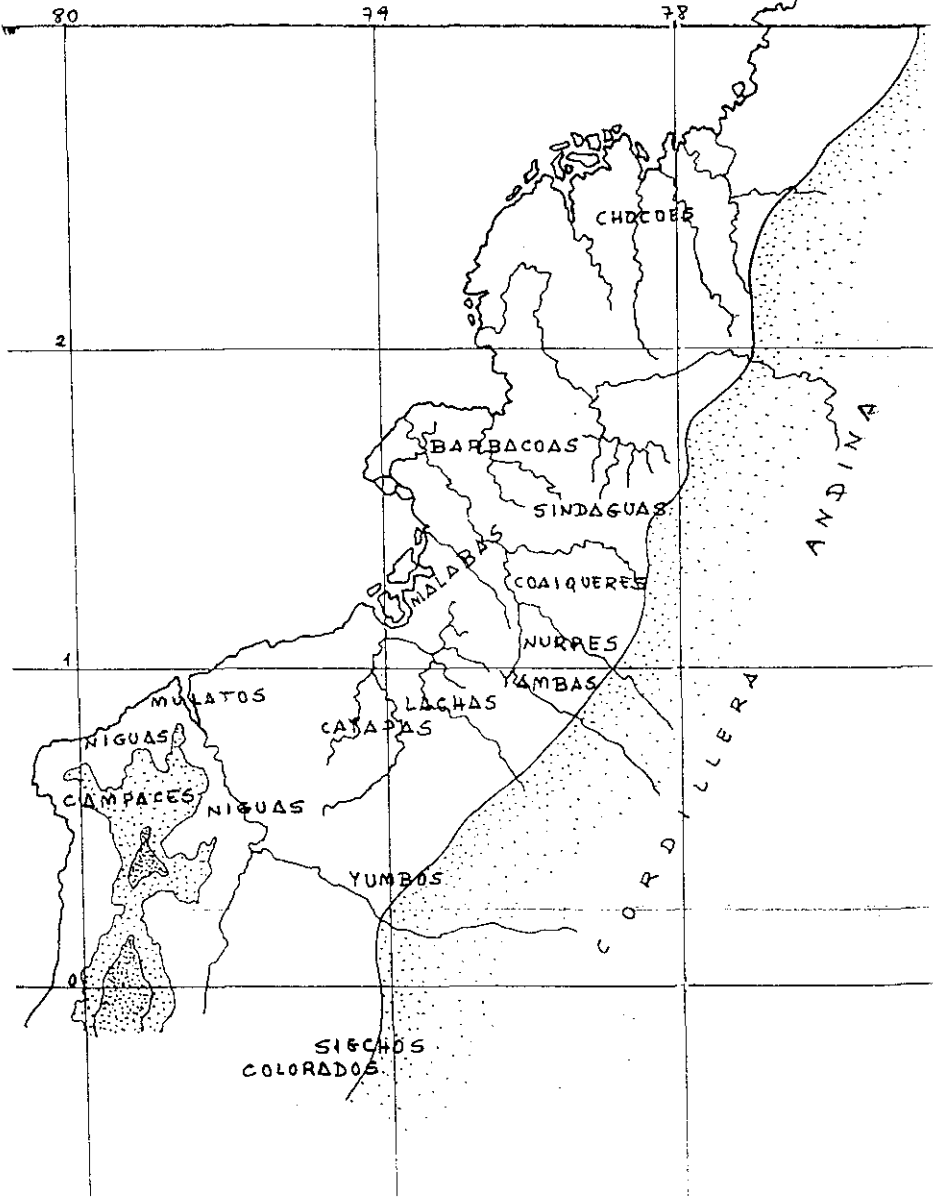 80 79 78
CHOCOES
2
BARBACOAS
SINDAGUAS
MALABAS
COAIQUERES
NURPES
1
YAMBAS
MULATOS
LACHAS
CAYAPAS
NIGUAS
CAMPACES
NIGUAS
YUMBOS
0
SIGCHOS
COLORADOS
CORDILLERA
ANDINA